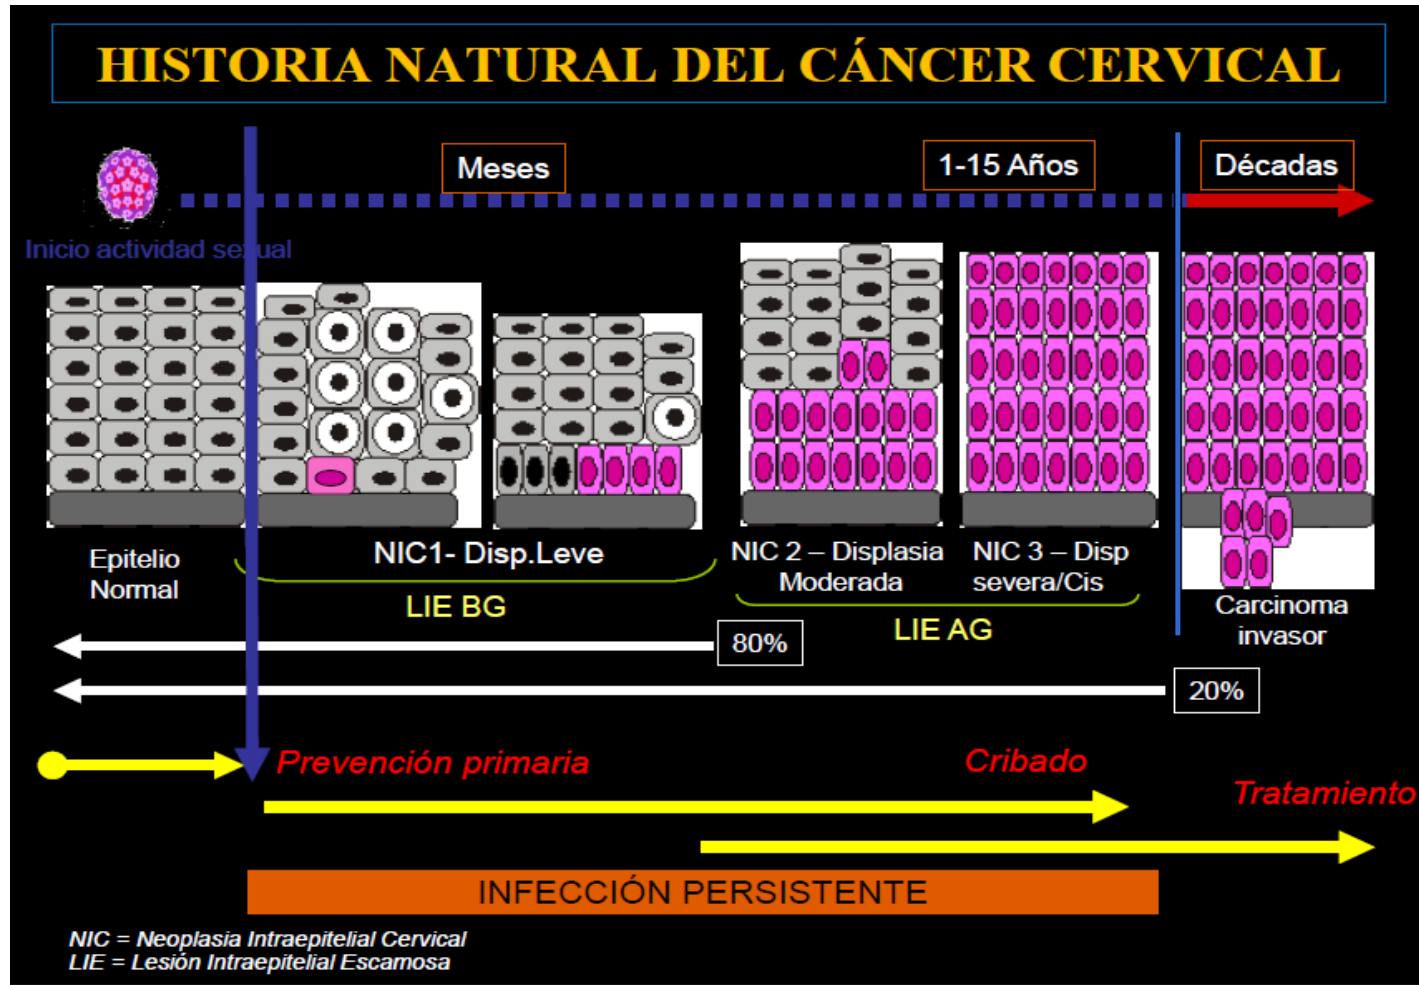 HISTORIA NATURAL DEL CÁNCER CERVICAL
Meses
1-15 Años
Décadas
Inicio actividad sexual
Epitelio
Normal
NIC1- Disp.Leve
LIE BG
NIC 2 – Displasia
Moderada
NIC 3 – Disp
severa/Cis
LIE AG
Carcinoma
invasor
80%
20%
Prevención primaria
Cribado
Tratamiento
INFECCIÓN PERSISTENTE
NIC = Neoplasia Intraepitelial Cervical
LIE = Lesión Intraepitelial Escamosa